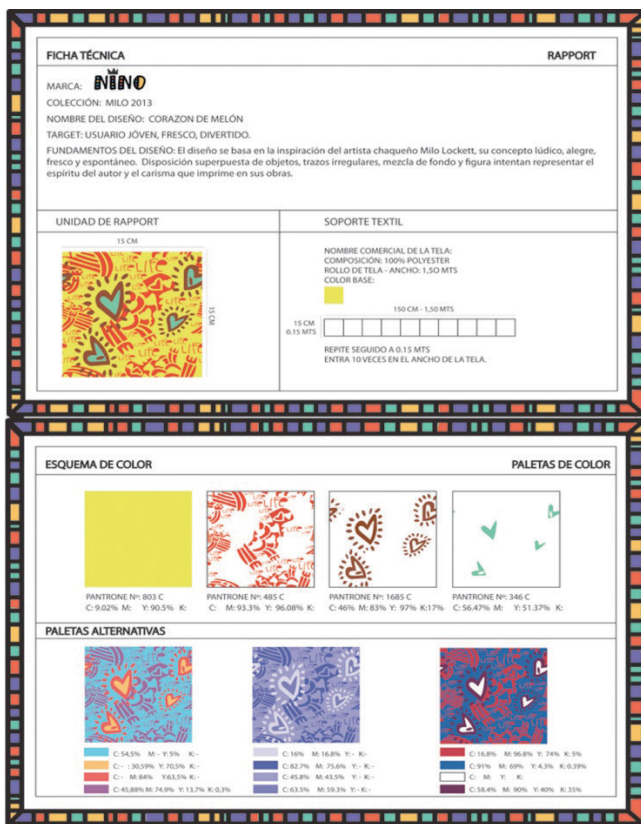 FICHA TÉCNICA
RAPPORT
MARCA: NINO
COLECCIÓN: MILO 2013
NOMBRE DEL DISEÑO: CORAZON DE MELÓN
TARGET: USUARIO JÓVEN, FRESCO, DIVERTIDO.
FUNDAMENTOS DEL DISEÑO: El diseño se basa en la inspiración del artista chaqueño Milo Lockett, su concepto lúdico, alegre,
fresco y espontáneo. Disposición superpuesta de objetos, trazos irregulares, mezcla de fondo y figura intentan representar el
espíritu del autor y el carisma que imprime en sus obras.
UNIDAD DE RAPPORT
15 CM
15 CM
SOPORTE TEXTIL
NOMBRE COMERCIAL DE LA TELA:
COMPOSICIÓN: 100% POLYESTER
ROLLO DE TELA - ANCHO: 1,50 MTS
COLOR BASE:
150 CM - 1,50 MTS
15 CM
0.15 MTS
REPITE SEGUIDO A 0.15 MTS
ENTRA 10 VECES EN EL ANCHO DE LA TELA.
ESQUEMA DE COLOR
PALETAS DE COLOR
PANTRONE Nº: 803 C
C: 9.02% M: Y: 90.5% K:
PANTRONE Nº: 485 C
C: M: 93.3% Y: 96.08% K:
PANTRONE Nº: 1685 C
C: 46% M: 83% Y: 97% K:17%
PANTRONE Nº: 346 C
C: 56.47% M: Y: 51.37% K:
PALETAS ALTERNATIVAS
C: 54,5% M: - Y: 5% K: -
C: - : 30,59% Y: 70,5% K: -
C: - M: 84% Y:63.5% K: -
C: 45,88% M: 74.9% Y: 13,7% K: 0,3%
C: 16% M: 16.8% Y: - K: -
C: 82.7% M: 75.6% Y: - K: -
C: 45.8% M: 43.5% Y: - K: -
C: 63.5% M: 59.3% Y: - K: -
C: 16.8% M: 96.8% Y: 74% K: 5%
C: 91% M: 69% Y: 4.3% K: 0.39%
C: M: Y: K:
C: 58.4% M: 90% Y: 40% K: 35%